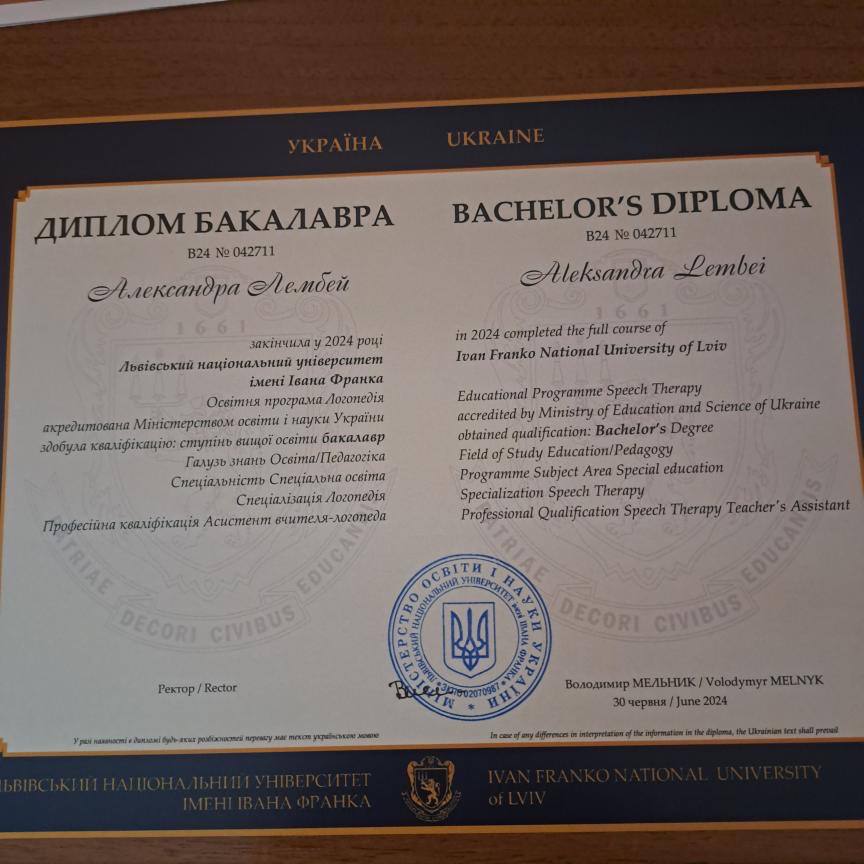 УКРАЇНА
UKRAINE
ДИПЛОМ БАКАЛАВРА
B24 № 042711
Александра Лембей
1661
закінчила у 2024 році
Львівський національний університет
імені Івана Франка
Освітня програма Логопедія
акредитована Міністерством освіти і науки України
здобула кваліфікацію: ступінь вищої освіти бакалавр
Галузь знань Освіта/Педагогіка
Спеціальність Спеціальна освіта
Спеціалізація Логопедія
Професійна кваліфікація Асистент вчителя-логопеда
PATRIAE DECORI CIVIBUS EDUCANDIS
BACHELOR'S DIPLOMA
B24 № 042711
Aleksandra Lembei
1661
in 2024 completed the full course of
Ivan Franko National University of Lviv
Educational Programme Speech Therapy
accredited by Ministry of Education and Science of Ukraine
obtained qualification: Bachelor's Degree
Field of Study Education/Pedagogy
Programme Subject Area Special education
Specialization Speech Therapy
Professional Qualification Speech Therapy Teacher's Assistant
PATRIAE DECORI CIVIBUS EDUCANDIS
МІНІСТЕРСТВО ОСВІТИ І НАУКИ УКРАЇНИ
ЛЬВІВСЬКИЙ НАЦІОНАЛЬНИЙ УНІВЕРСИТЕТ імені ІВАНА ФРАНКА
02070987
Ректор / Rector
Володимир МЕЛЬНИК / Volodymyr MELNYK
30 червня / June 2024
У разі наявності в дипломі будь-яких розбіжностей перевагу має текст українською мовою
In case of any differences in interpretation of the information in the diploma, the Ukrainian text shall prevail
ЛЬВІВСЬКИЙ НАЦІОНАЛЬНИЙ УНІВЕРСИТЕТ
ІМЕНІ ІВАНА ФРАНКА
IVAN FRANKO NATIONAL UNIVERSITY
of LVIV